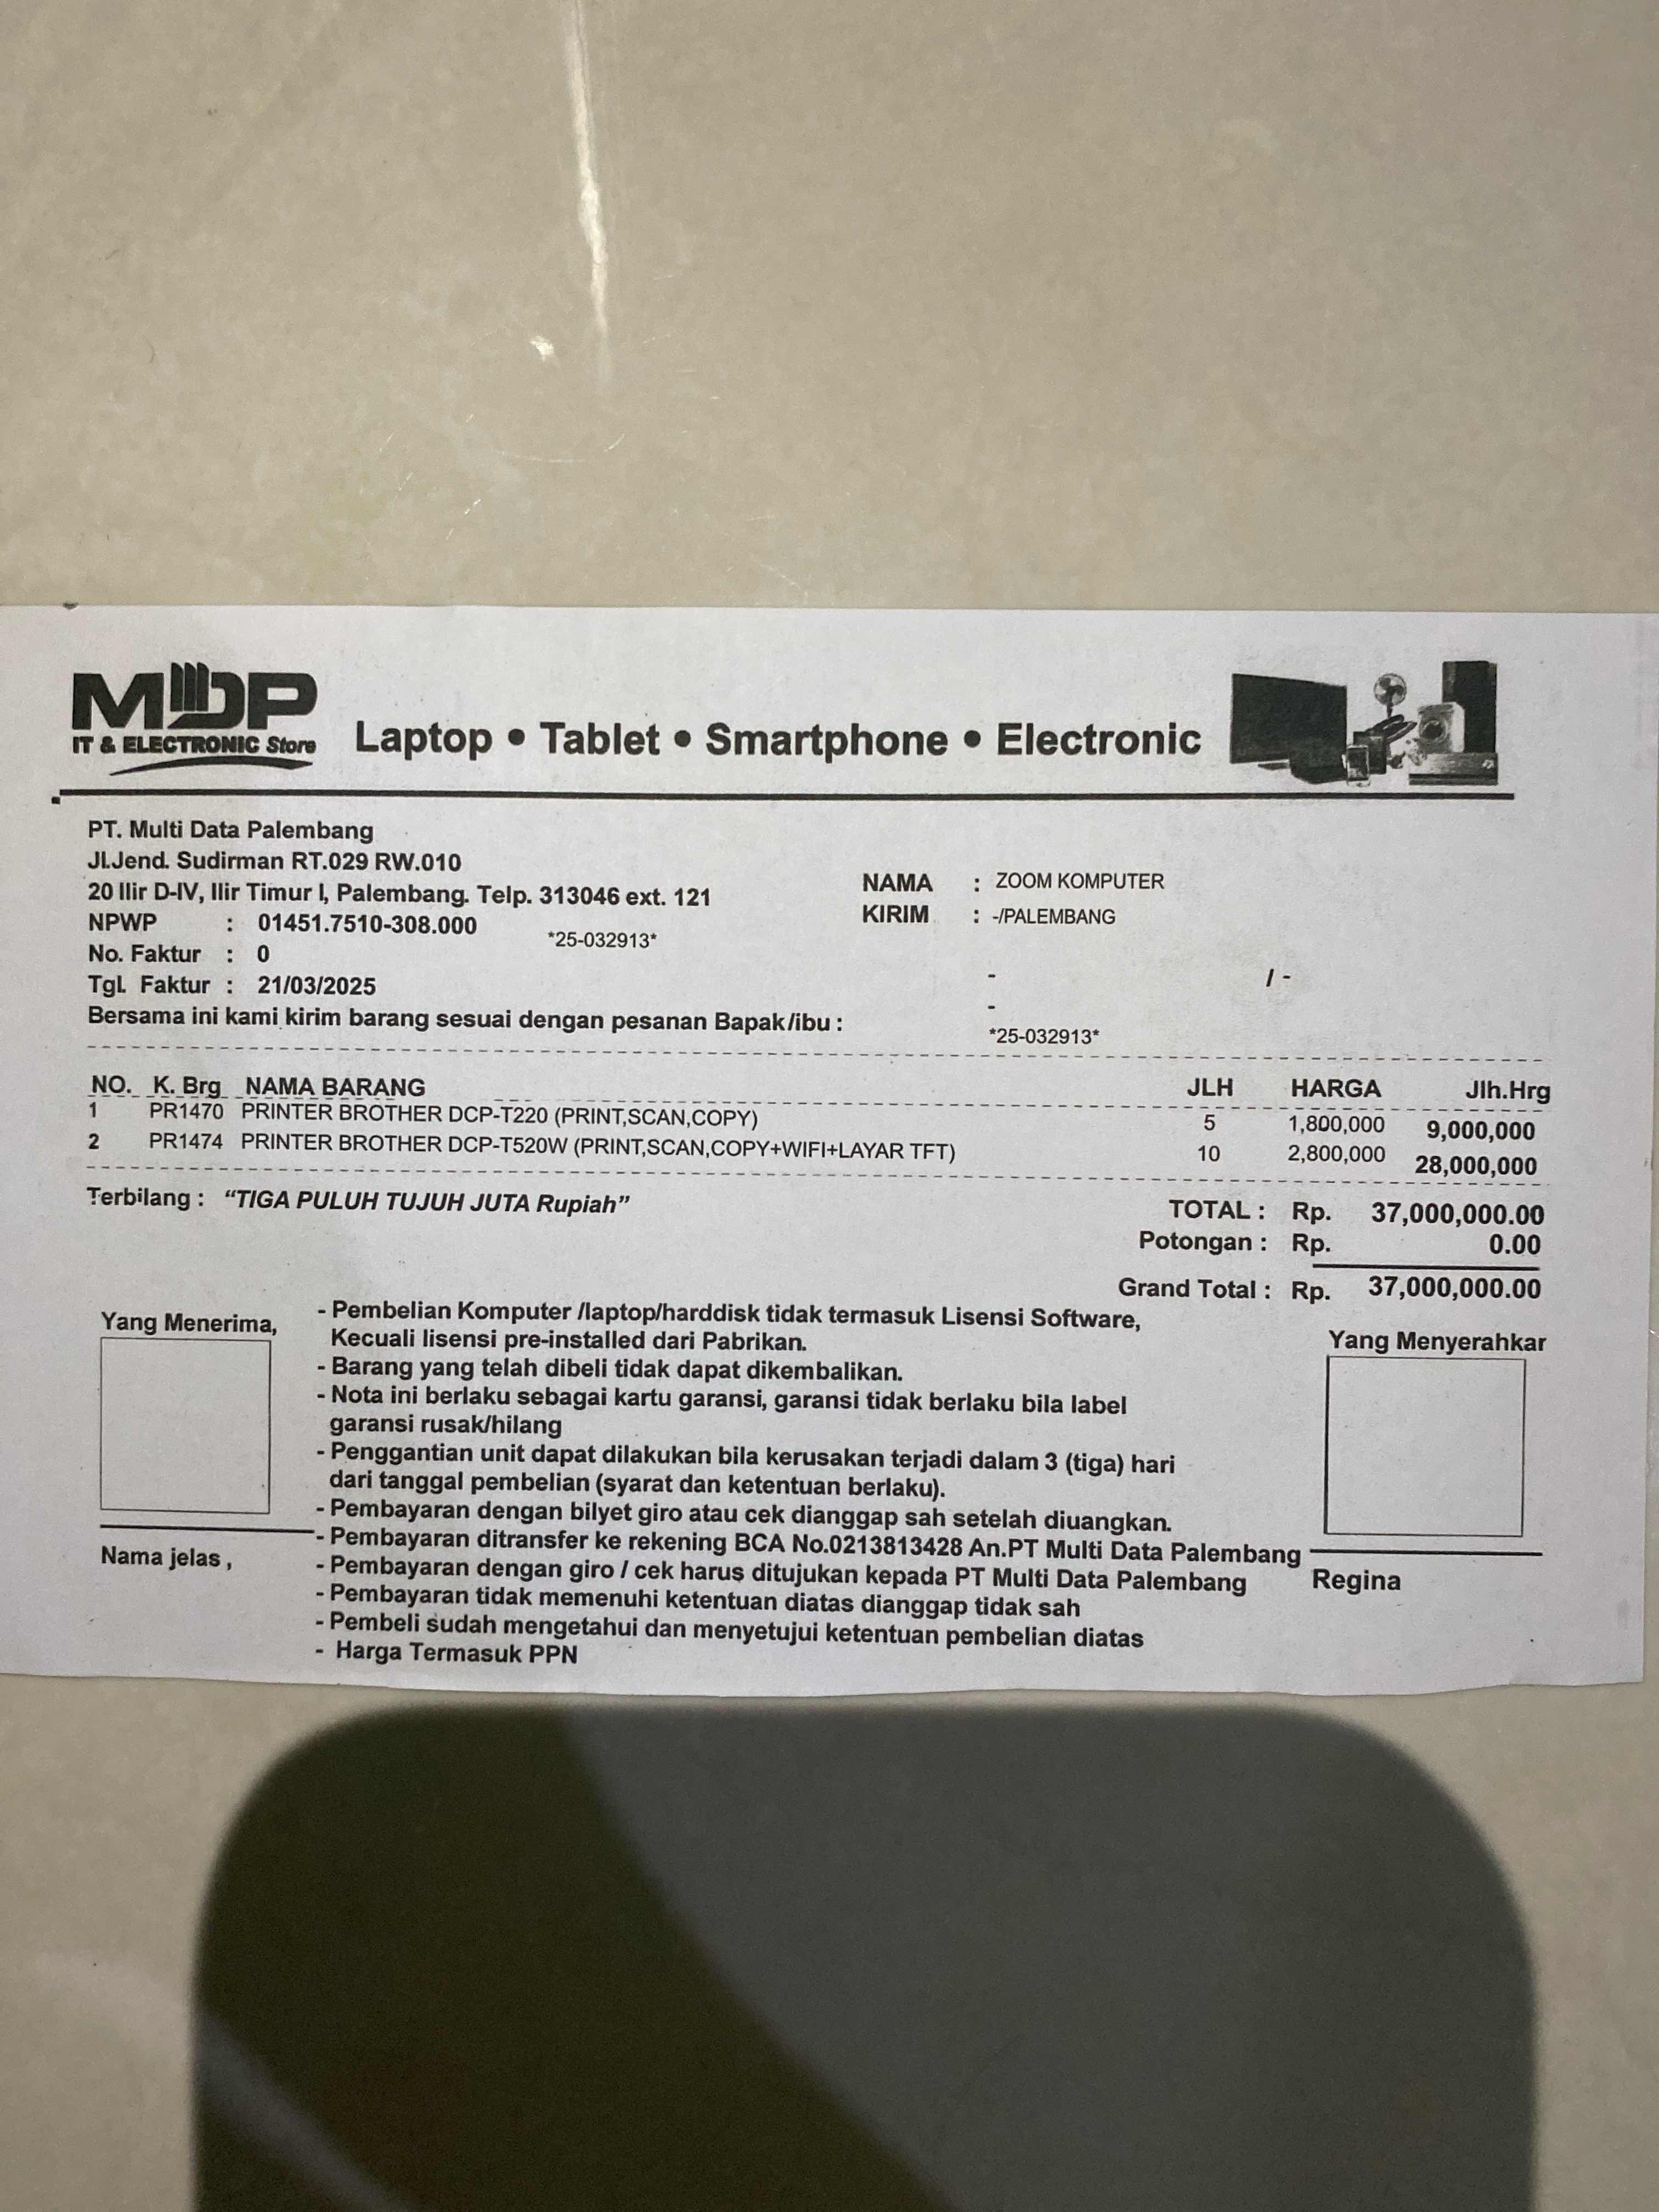 MDP
IT & ELECTRONIC Store
Laptop • Tablet • Smartphone • Electronic
PT. Multi Data Palembang
Jl.Jend. Sudirman RT.029 RW.010
20 Ilir D-IV, Ilir Timur I, Palembang. Telp. 313046 ext. 121
NPWP : 01451.7510-308.000
*25-032913*
No. Faktur : 0
Tgl. Faktur : 21/03/2025
Bersama ini kami kirim barang sesuai dengan pesanan Bapak/ibu :
NAMA : ZOOM KOMPUTER
KIRIM : -/PALEMBANG
- / -
-
*25-032913*
NO. K. Brg NAMA BARANG JLH HARGA Jlh.Hrg
1 PR1470 PRINTER BROTHER DCP-T220 (PRINT,SCAN,COPY) 5 1,800,000 9,000,000
2 PR1474 PRINTER BROTHER DCP-T520W (PRINT,SCAN,COPY+WIFI+LAYAR TFT) 10 2,800,000 28,000,000
Terbilang : “TIGA PULUH TUJUH JUTA Rupiah”
TOTAL : Rp. 37,000,000.00
Potongan : Rp. 0.00
Grand Total : Rp. 37,000,000.00
Yang Menerima,
- Pembelian Komputer /laptop/harddisk tidak termasuk Lisensi Software,
Kecuali lisensi pre-installed dari Pabrikan.
- Barang yang telah dibeli tidak dapat dikembalikan.
- Nota ini berlaku sebagai kartu garansi, garansi tidak berlaku bila label
garansi rusak/hilang
- Penggantian unit dapat dilakukan bila kerusakan terjadi dalam 3 (tiga) hari
dari tanggal pembelian (syarat dan ketentuan berlaku).
- Pembayaran dengan bilyet giro atau cek dianggap sah setelah diuangkan.
- Pembayaran ditransfer ke rekening BCA No.0213813428 An.PT Multi Data Palembang
- Pembayaran dengan giro / cek harus ditujukan kepada PT Multi Data Palembang
- Pembayaran tidak memenuhi ketentuan diatas dianggap tidak sah
- Pembeli sudah mengetahui dan menyetujui ketentuan pembelian diatas
- Harga Termasuk PPN
Nama jelas ,
Yang Menyerahkar
Regina